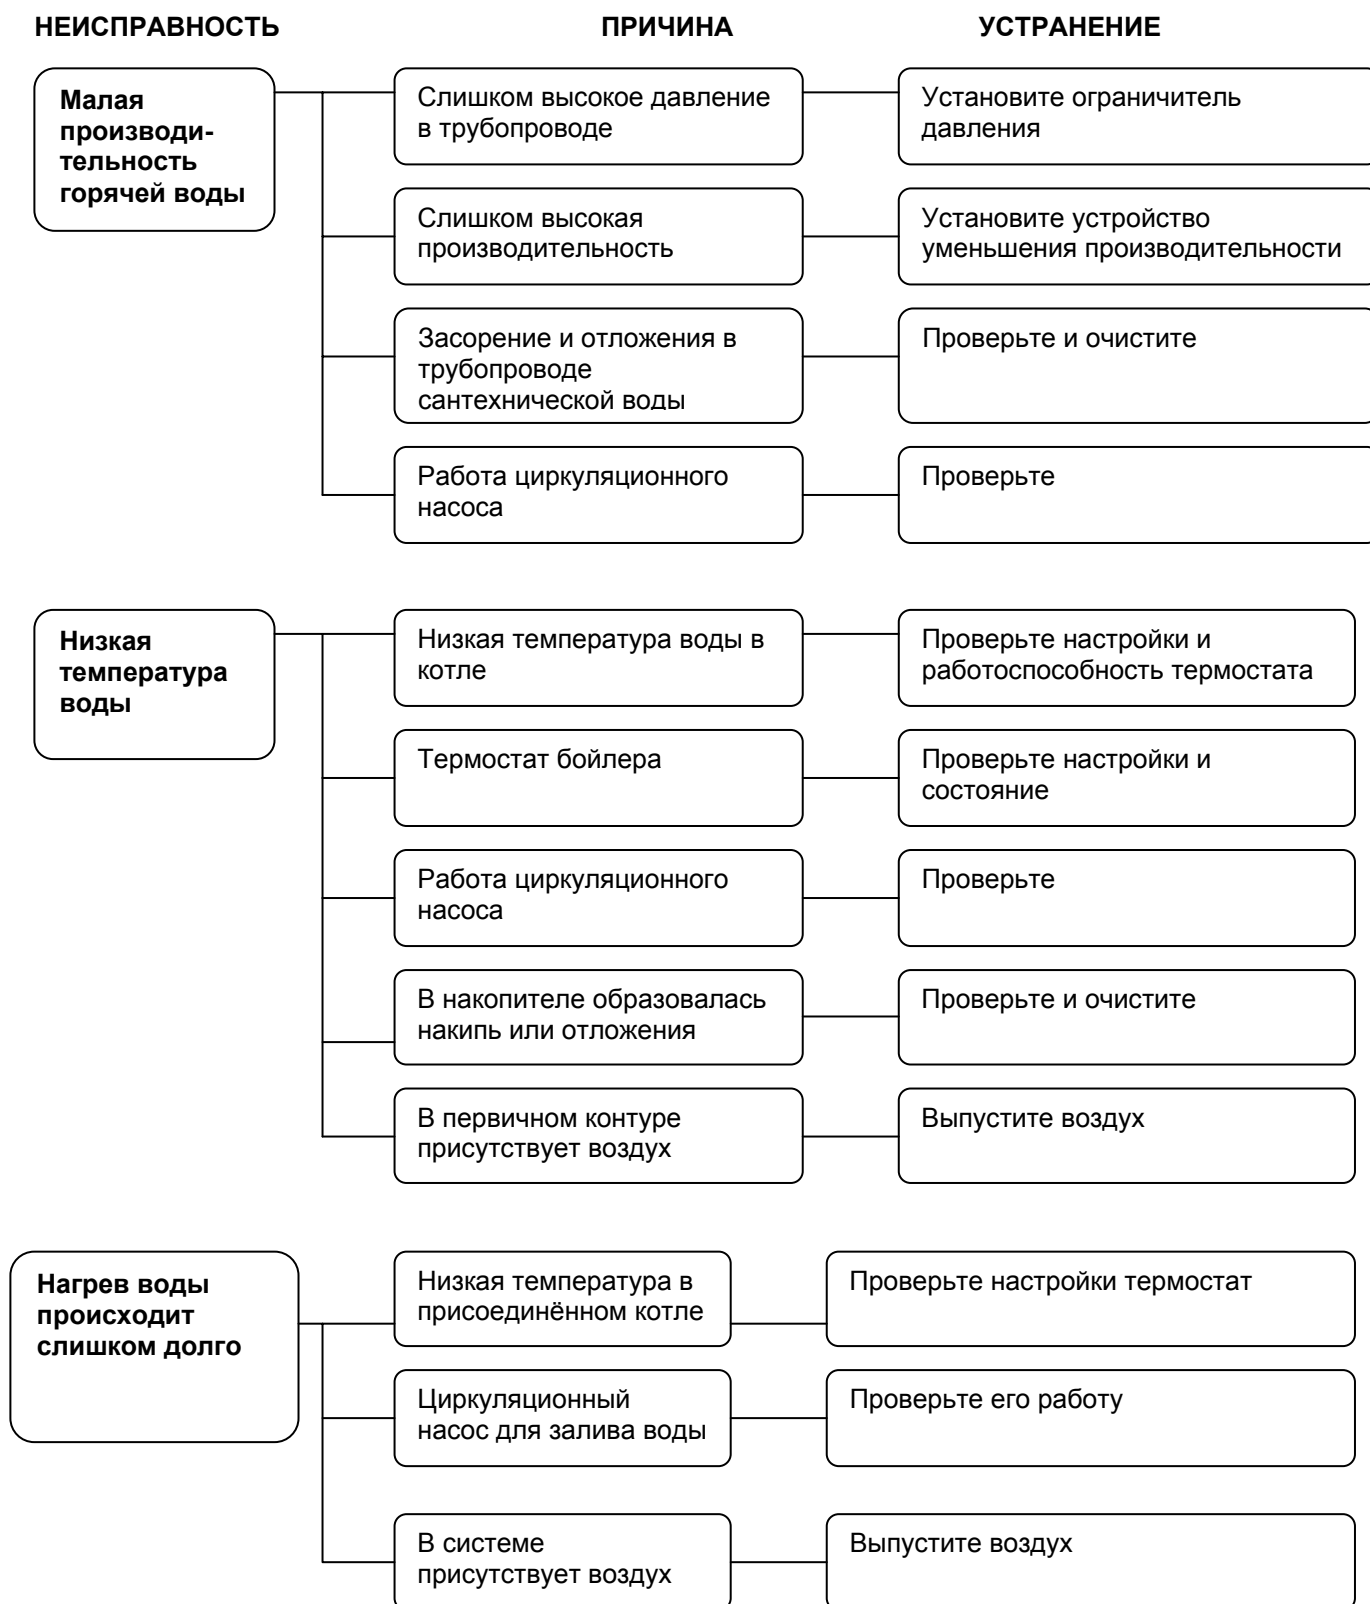 НЕИСПРАВНОСТЬ ПРИЧИНА УСТРАНЕНИЕ
Малая
производи-
тельность
горячей воды
Слишком высокое давление
в трубопроводе
Установите ограничитель
давления
Слишком высокая
производительность
Установите устройство
уменьшения производительности
Засорение и отложения в
трубопроводе
сантехнической воды
Проверьте и очистите
Работа циркуляционного
насоса
Проверьте
Низкая
температура
воды
Низкая температура воды в
котле
Проверьте настройки и
работоспособность термостата
Термостат бойлера
Проверьте настройки и
состояние
Работа циркуляционного
насоса
Проверьте
В накопителе образовалась
накипь или отложения
Проверьте и очистите
В первичном контуре
присутствует воздух
Выпустите воздух
Нагрев воды
происходит
слишком долго
Низкая температура в
присоединённом котле
Проверьте настройки термостат
Циркуляционный
насос для залива воды
Проверьте его работу
В системе
присутствует воздух
Выпустите воздух